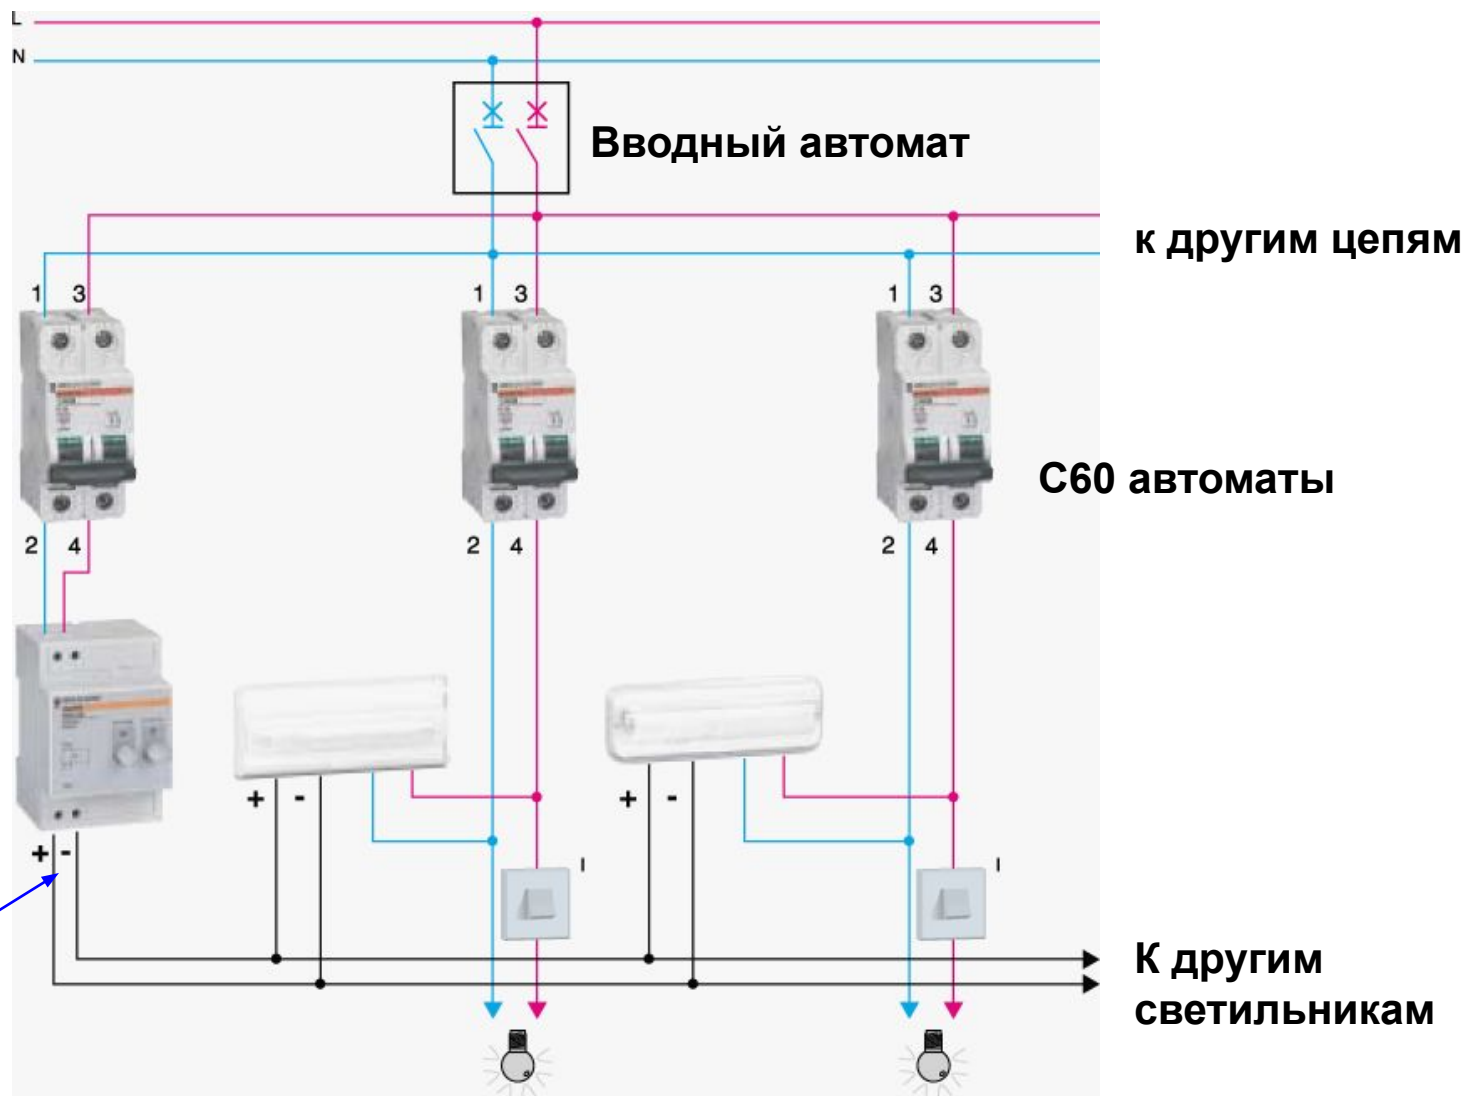 L
N
Вводный автомат
к другим цепям
1 3
1 3
1 3
С60 автоматы
2 4
2 4
2 4
+ -
+ -
+ -
I
I
К другим
светильникам